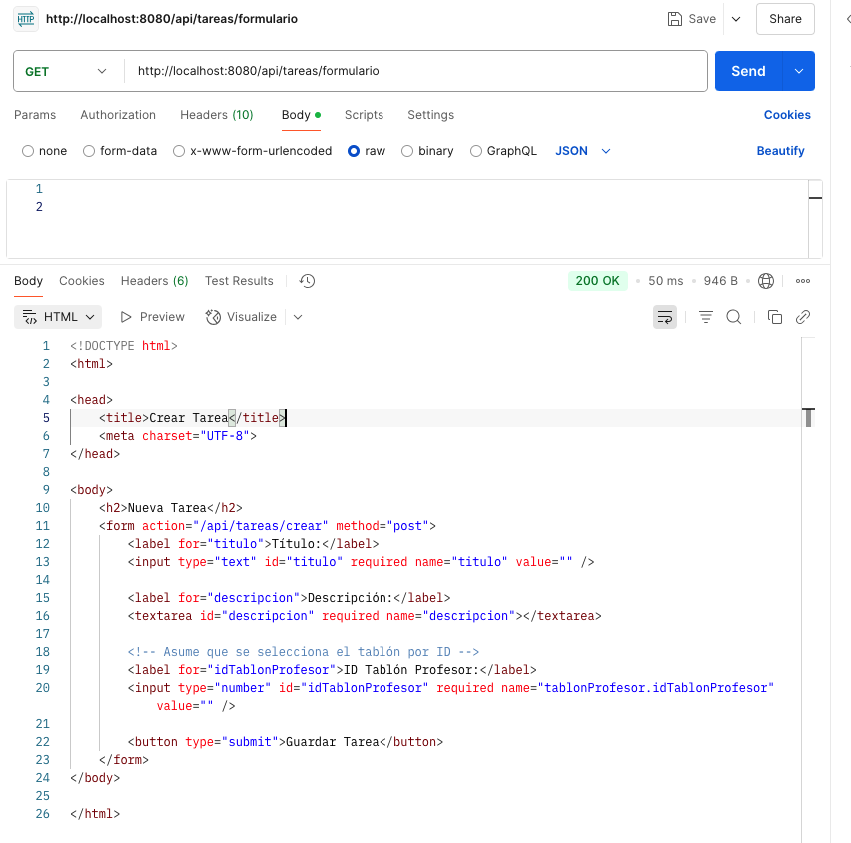 HTTP http://localhost:8080/api/tareas/formulario Save Share
GET http://localhost:8080/api/tareas/formulario Send
Params Authorization Headers (10) Body Scripts Settings Cookies
none form-data x-www-form-urlencoded raw binary GraphQL JSON Beautify
1
2
Body Cookies Headers (6) Test Results 200 OK 50 ms 946 B
HTML Preview Visualize
1 <!DOCTYPE html>
2 <html>
3
4 <head>
5 <title>Crear Tarea</title>
6 <meta charset="UTF-8">
7 </head>
8
9 <body>
10 <h2>Nueva Tarea</h2>
11 <form action="/api/tareas/crear" method="post">
12 <label for="titulo">Título:</label>
13 <input type="text" id="titulo" required name="titulo" value="" />
14
15 <label for="descripcion">Descripción:</label>
16 <textarea id="descripcion" required name="descripcion"></textarea>
17
18 <!-- Asume que se selecciona el tablón por ID -->
19 <label for="idTablonProfesor">ID Tablón Profesor:</label>
20 <input type="number" id="idTablonProfesor" required name="tablonProfesor.idTablonProfesor"
value="" />
21
22 <button type="submit">Guardar Tarea</button>
23 </form>
24 </body>
25
26 </html>